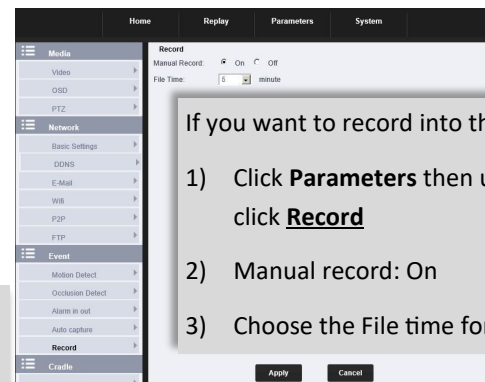 Home Replay Parameters System
Media
Video
OSD
PTZ
Network
Basic Settings
DDNS
E-Mail
Wifi
P2P
FTP
Event
Motion Detect
Occlusion Detect
Alarm in out
Auto capture
Record
Cradle
Record
Manual Record: On Off
File Time: 5 minute
If you want to record into th
1) Click Parameters then u
click Record
2) Manual record: On
3) Choose the File time for
Apply Cancel